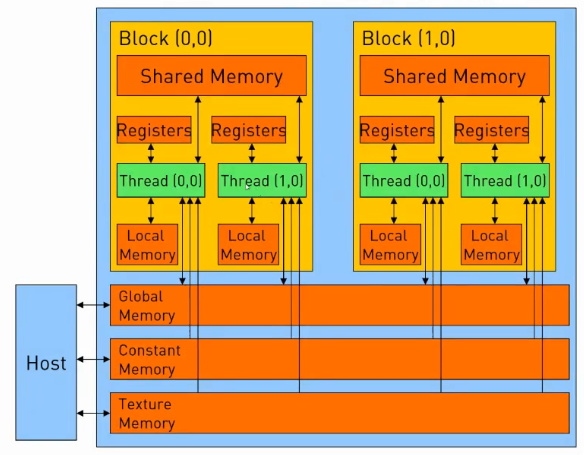 Block (0,0)
Block (1,0)
Shared Memory
Shared Memory
Registers
Registers
Registers
Registers
Thread (0,0)
Thread (1,0)
Thread (0,0)
Thread (1,0)
Local
Memory
Local
Memory
Local
Memory
Local
Memory
Host
Global
Memory
Constant
Memory
Texture
Memory